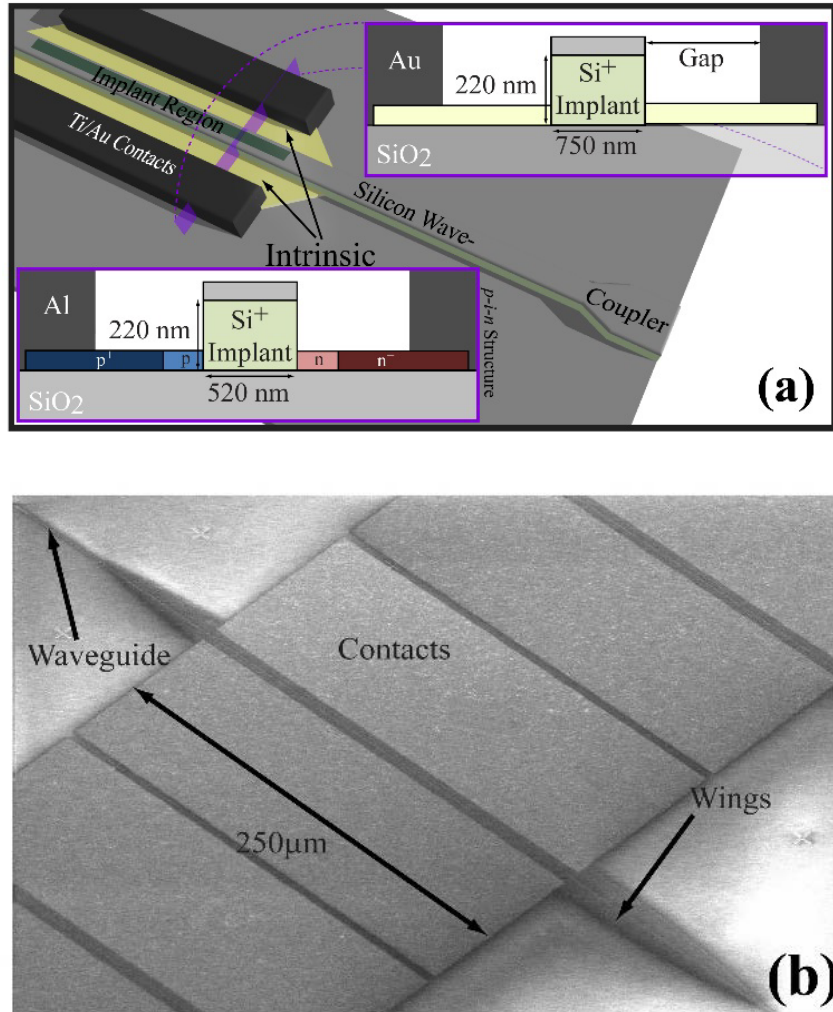 Au
Si+
Implant
Gap
220 nm
SiO2
750 nm
Implant Region
Ti/Au Contacts
Intrinsic
Silicon Wave-
Coupler
Al
Si+
Implant
220 nm
p
n
SiO2
520 nm
p-i-n Structure
(a)
Waveguide
Contacts
Wings
250µm
(b)